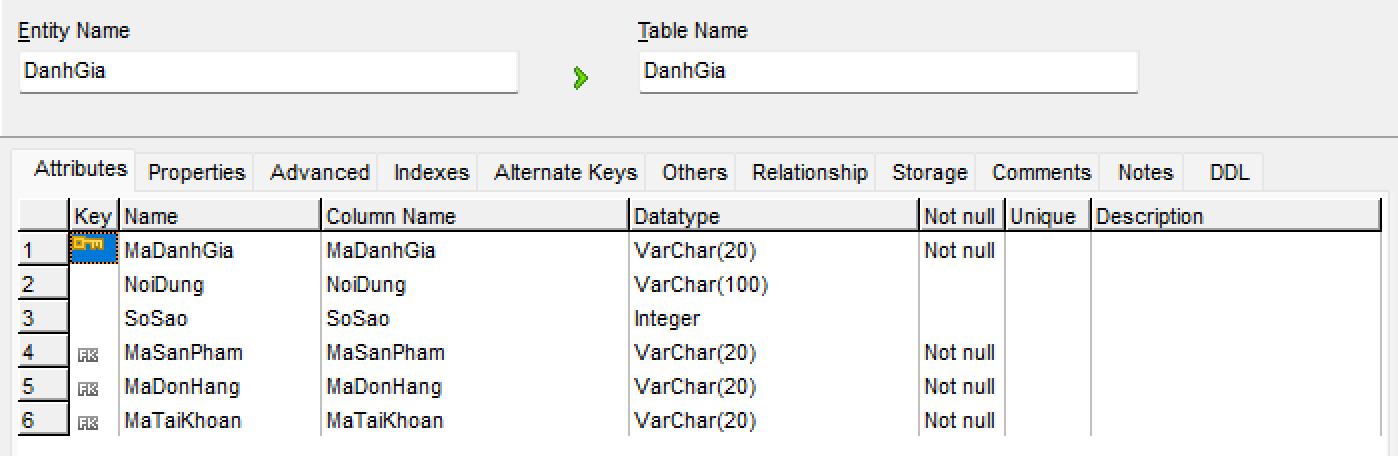 Entity Name Table Name
DanhGia DanhGia
Attributes Properties Advanced Indexes Alternate Keys Others Relationship Storage Comments Notes DDL
Key Name Column Name Datatype Not null Unique Description
1 MaDanhGia MaDanhGia VarChar(20) Not null
2 NoiDung NoiDung VarChar(100)
3 SoSao SoSao Integer
4 FK MaSanPham MaSanPham VarChar(20) Not null
5 FK MaDonHang MaDonHang VarChar(20) Not null
6 FK MaTaiKhoan MaTaiKhoan VarChar(20) Not null